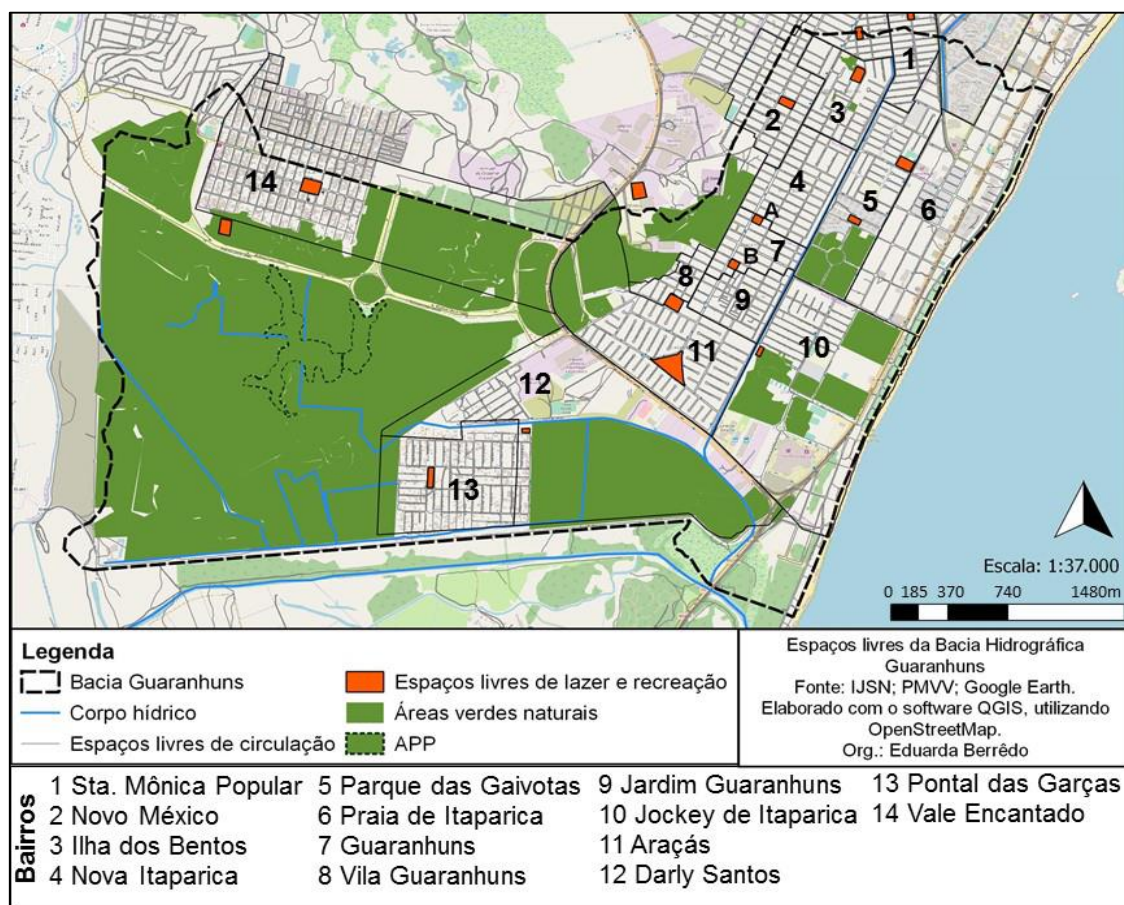 1
2
3
14
4
5
6
A
7
B
8
9
11
10
12
13
Escala: 1:37.000
0 185 370 740 1480m
Legenda
Bacia Guaranhuns
Corpo hídrico
Espaços livres de circulação
Espaços livres de lazer e recreação
Áreas verdes naturais
APP
Espaços livres da Bacia Hidrográfica
Guaranhuns
Fonte: IJSN; PMVV; Google Earth.
Elaborado com o software QGIS, utilizando
OpenStreetMap.
Org.: Eduarda Berrêdo
Bairros
1 Sta. Mônica Popular
2 Novo México
3 Ilha dos Bentos
4 Nova Itaparica
5 Parque das Gaivotas
6 Praia de Itaparica
7 Guaranhuns
8 Vila Guaranhuns
9 Jardim Guaranhuns
10 Jockey de Itaparica
11 Araçás
12 Darly Santos
13 Pontal das Garças
14 Vale Encantado